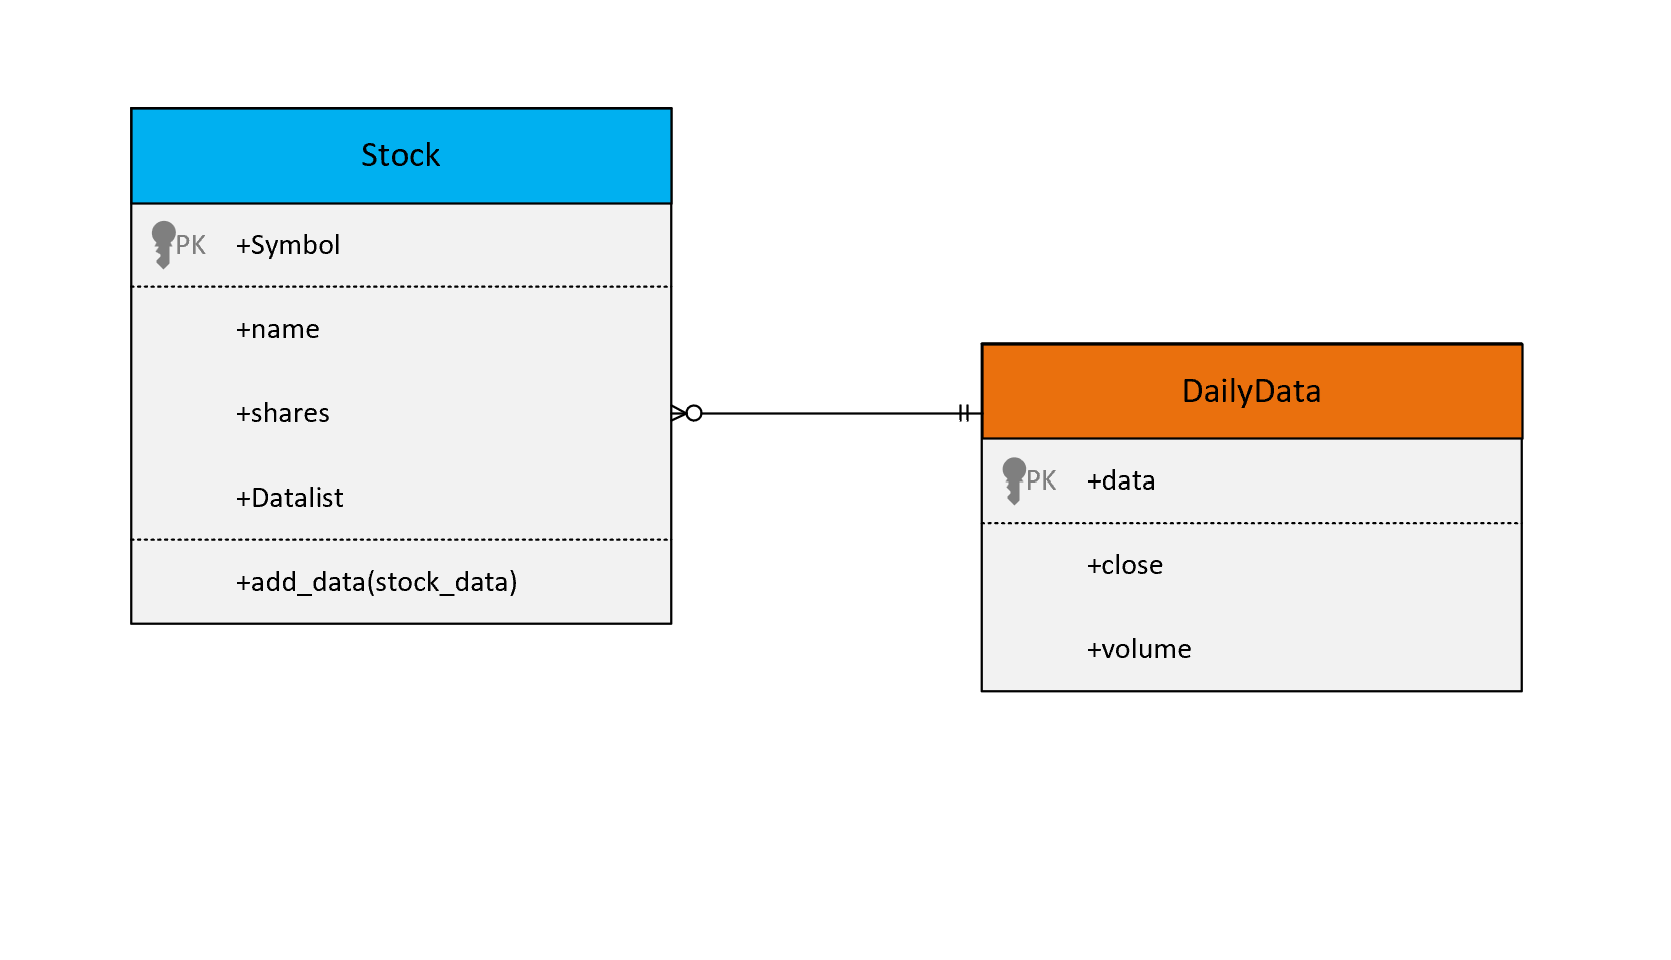 Stock
PK +Symbol
+name
+shares
+Datalist
+add_data(stock_data)
DailyData
PK +data
+close
+volume